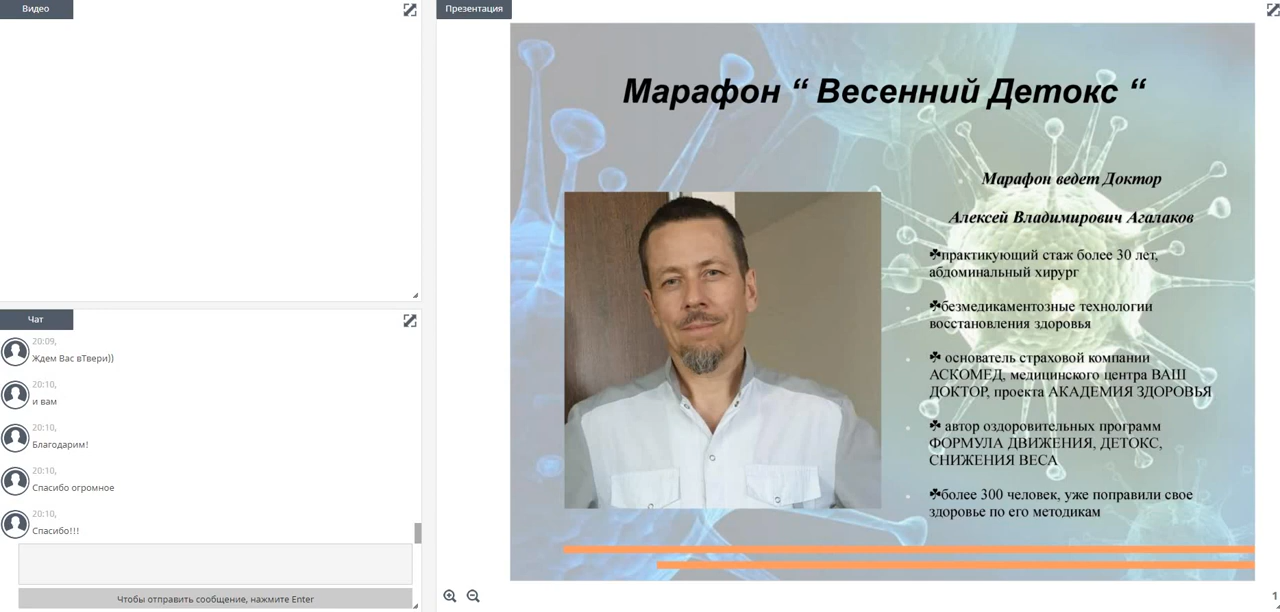 Видео
Чат
20:09,
Ждем Вас вТвери))
20:10,
и вам
20:10,
Благодарим!
20:10,
Спасибо огромное
20:10,
Спасибо!!!
Чтобы отправить сообщение, нажмите Enter
Презентация
Марафон “ Весенний Детокс “
Марафон ведет Доктор
Алексей Владимирович Агалаков
☘практикующий стаж более 30 лет,
абдоминальный хирург
☘безмедикаментозные технологии
восстановления здоровья
☘ основатель страховой компании
АСКОМЕД, медицинского центра ВАШ
ДОКТОР, проекта АКАДЕМИЯ ЗДОРОВЬЯ
☘ автор оздоровительных программ
ФОРМУЛА ДВИЖЕНИЯ, ДЕТОКС,
СНИЖЕНИЯ ВЕСА
☘более 300 человек, уже поправили свое
здоровье по его методикам
1